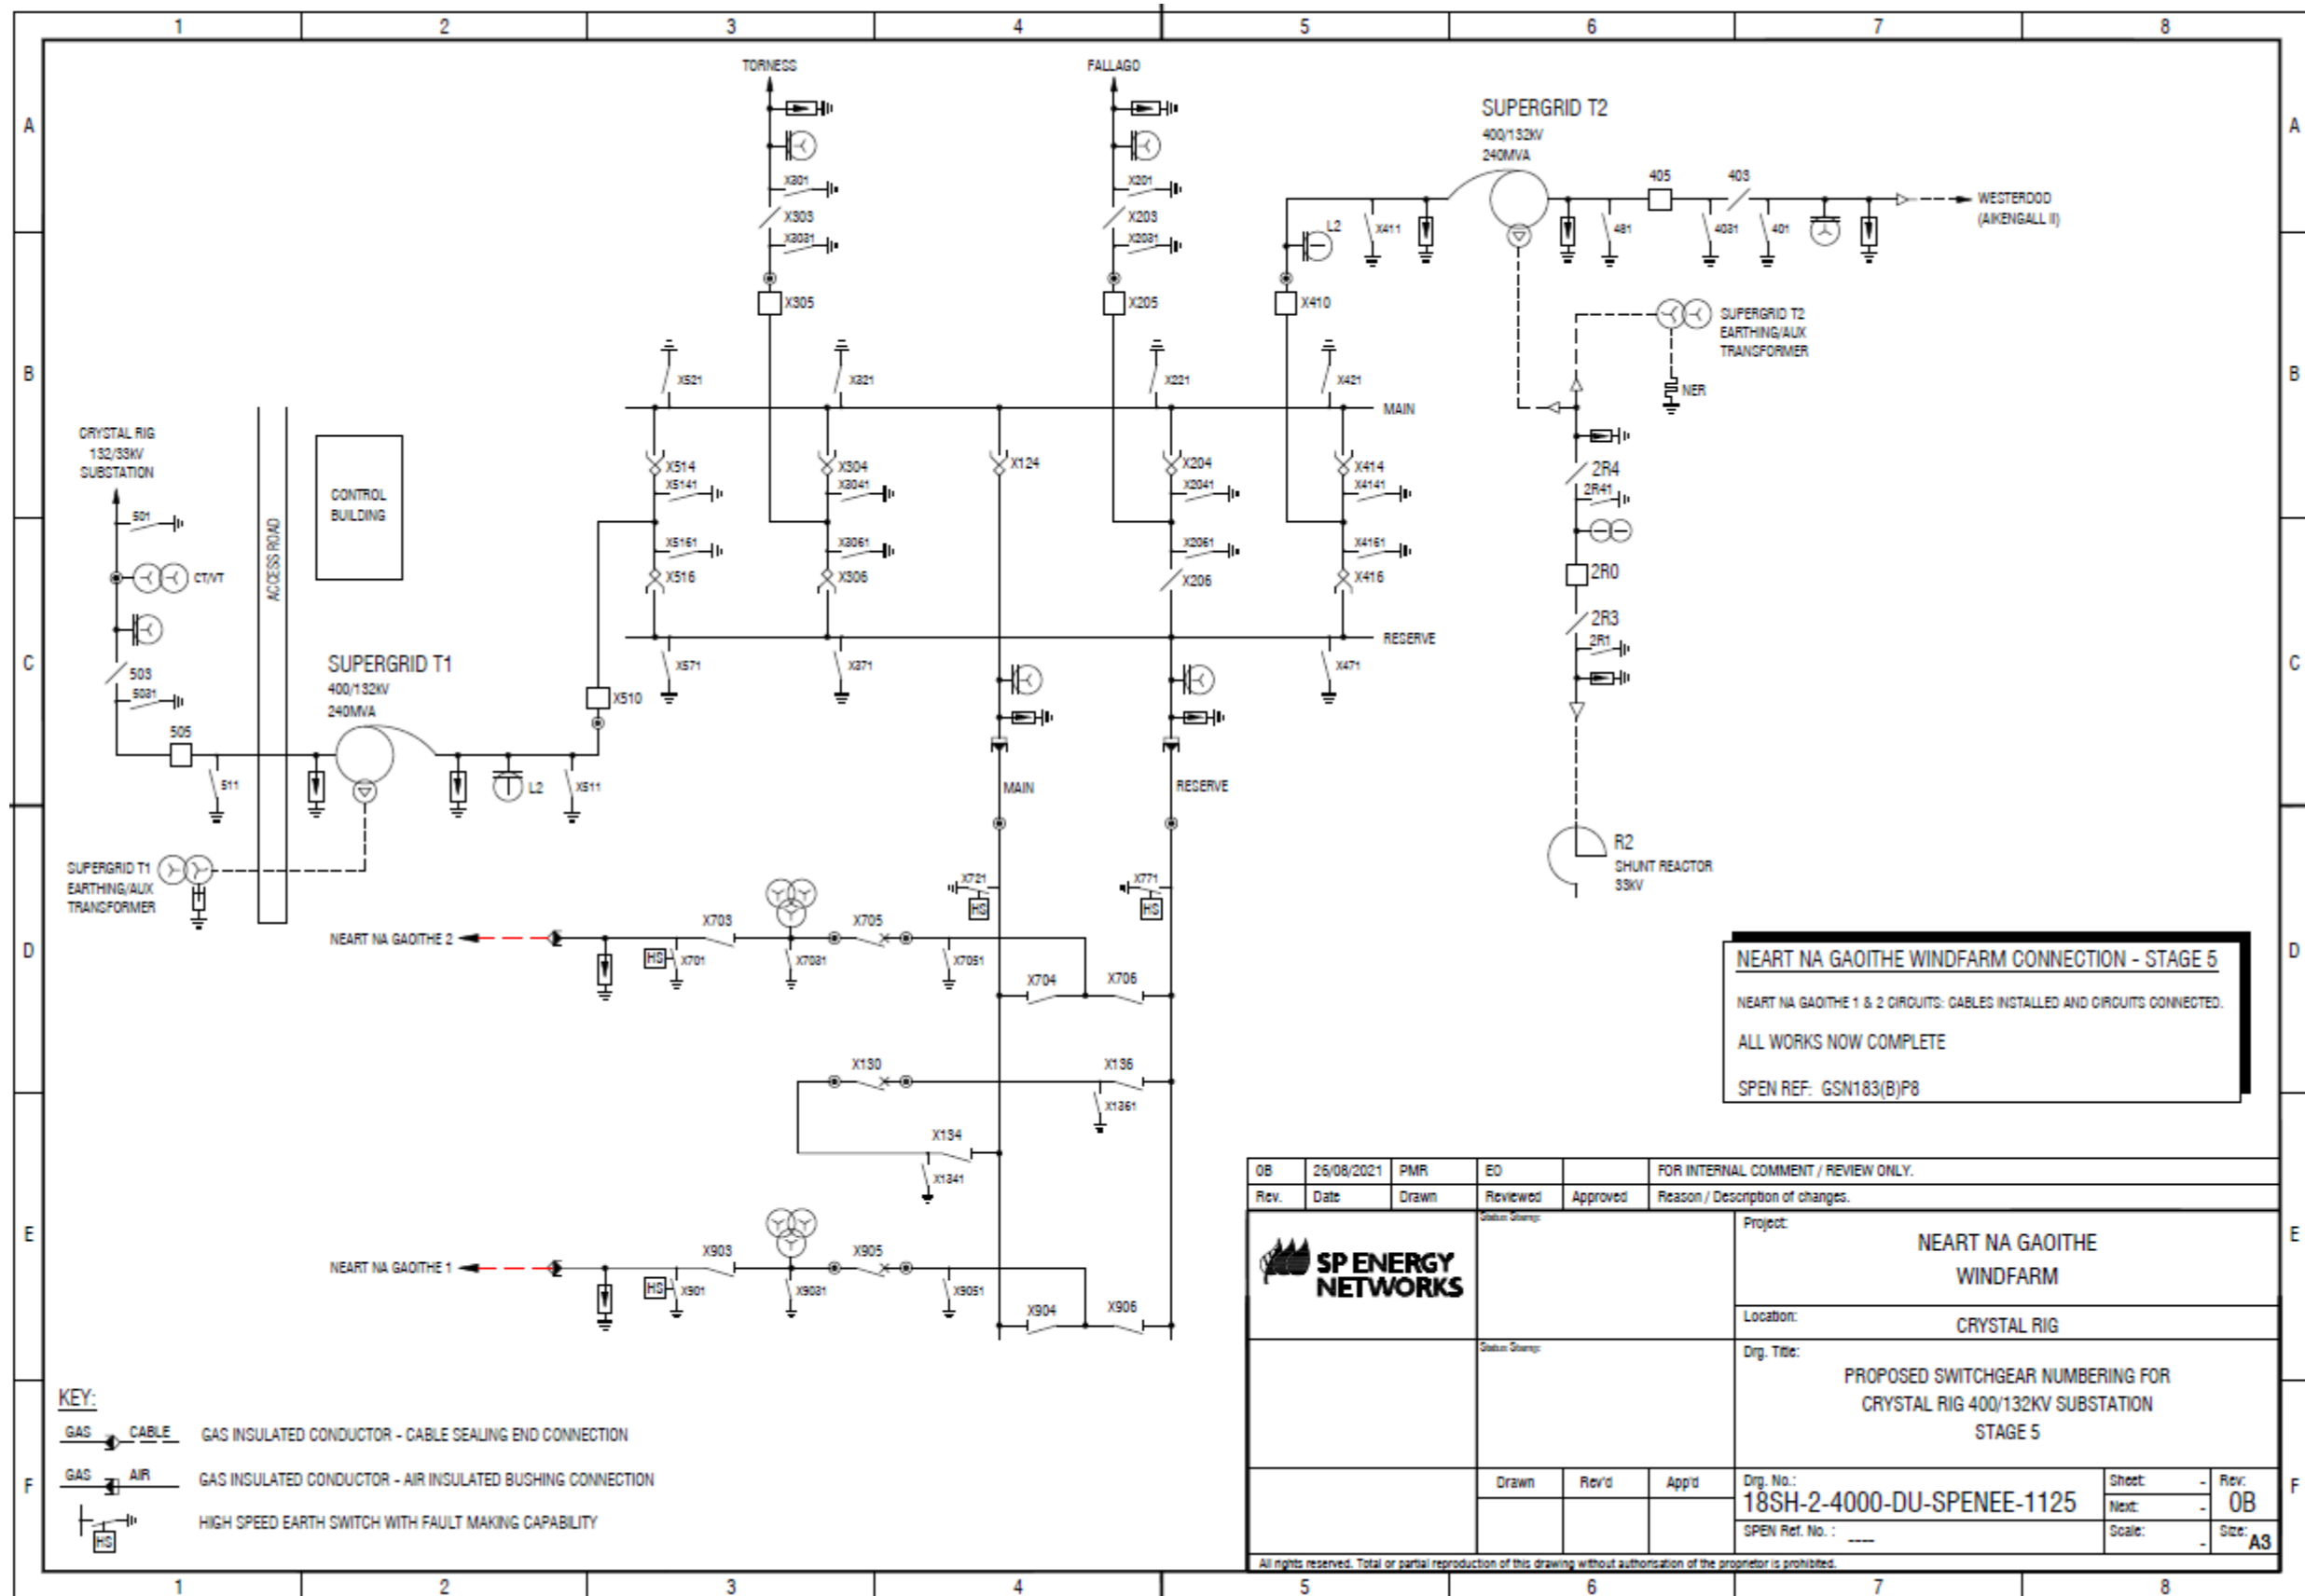 1 2 3 4 5 6 7 8
A A
B B
C C
D D
E E
F F
TORNESS
X301
X303
X3031
X305
FALLAGO
X201
X203
X2031
X205
SUPERGRID T2
400/132kV
240MVA
L2
X411
X410
481
405
4031
403
401
WESTERDOD
(AIKENGALL II)
SUPERGRID T2
EARTHING/AUX
TRANSFORMER
NER
X521
X321
X221
X421
MAIN
X514
X5141
X5161
X516
X304
X3041
X3061
X306
X124
X204
X2041
X2061
X206
X414
X4141
X4161
X416
RESERVE
X571
X371
X471
2R4
2R41
2R0
2R3
2R1
R2
SHUNT REACTOR
33kV
CRYSTAL RIG
132/33kV
SUBSTATION
501
CT/VT
503
5031
505
511
ACCESS ROAD
CONTROL
BUILDING
SUPERGRID T1
400/132kV
240MVA
L2
X511
X510
SUPERGRID T1
EARTHING/AUX
TRANSFORMER
MAIN
RESERVE
X721
HS
X771
HS
NEART NA GAOITHE 2
HS
X701
X703
X7031
X705
X7051
X704
X706
X130
X136
X1361
X134
X1341
NEART NA GAOITHE 1
HS
X901
X903
X9031
X905
X9051
X904
X906
NEART NA GAOITHE WINDFARM CONNECTION - STAGE 5
NEART NA GAOITHE 1 & 2 CIRCUITS: CABLES INSTALLED AND CIRCUITS CONNECTED.
ALL WORKS NOW COMPLETE
SPEN REF: GSN183(B)P8
KEY:
GAS CABLE GAS INSULATED CONDUCTOR - CABLE SEALING END CONNECTION
GAS AIR GAS INSULATED CONDUCTOR - AIR INSULATED BUSHING CONNECTION
HS HIGH SPEED EARTH SWITCH WITH FAULT MAKING CAPABILITY
0B 26/08/2021 PMR EO FOR INTERNAL COMMENT / REVIEW ONLY.
Rev. Date Drawn Reviewed Approved Reason / Description of changes.
SP ENERGY
NETWORKS
Status Stamp:
Status Stamp:
Project:
NEART NA GAOITHE
WINDFARM
Location:
CRYSTAL RIG
Drg. Title:
PROPOSED SWITCHGEAR NUMBERING FOR
CRYSTAL RIG 400/132KV SUBSTATION
STAGE 5
Drawn Rev'd App'd
Drg. No.:
18SH-2-4000-DU-SPENEE-1125
SPEN Ref. No. : ----
Sheet: -
Next: -
Scale: -
Rev:
0B
Size: A3
All rights reserved. Total or partial reproduction of this drawing without authorisation of the proprietor is prohibited.
1 2 3 4 5 6 7 8